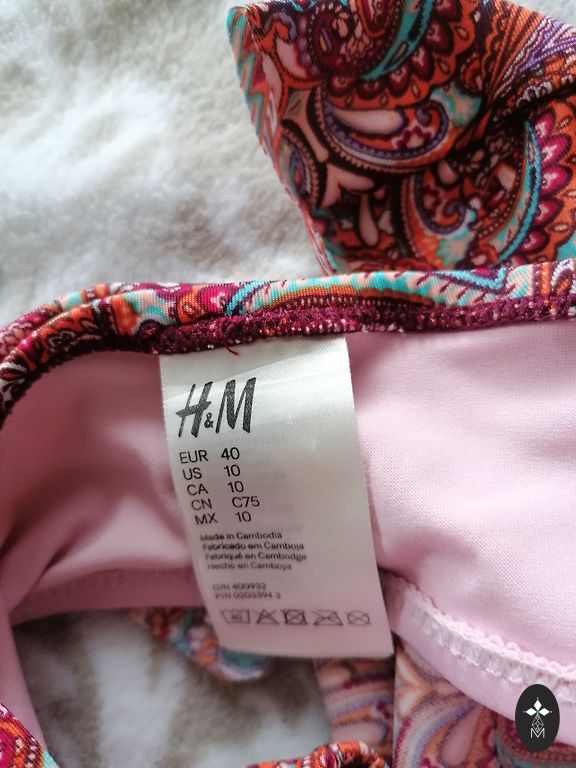 H&M
EUR 40
US 10
CA 10
CN C75
MX 10
Made in Cambodia
Fabricado em Camboja
Fabriqué en Cambodge
Hecho en Camboya
O/N 400932
P/N 0203394 3
M